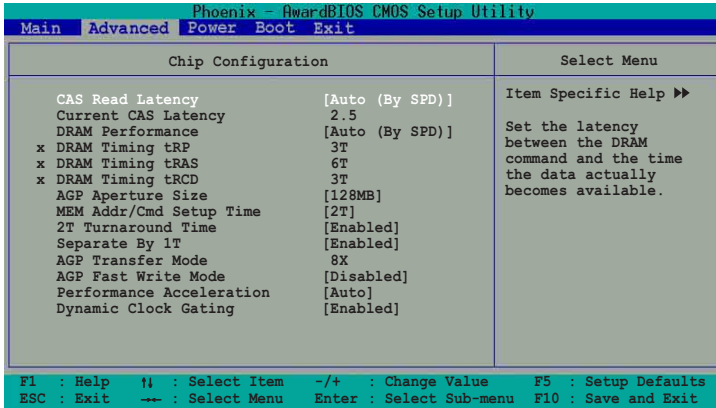 Phoenix - AwardBIOS CMOS Setup Utility
Main Advanced Power Boot Exit
Chip Configuration
Select Menu
CAS Read Latency [Auto (By SPD)]
Current CAS Latency 2.5
DRAM Performance [Auto (By SPD)]
x DRAM Timing tRP 3T
x DRAM Timing tRAS 6T
x DRAM Timing tRCD 3T
AGP Aperture Size [128MB]
MEM Addr/Cmd Setup Time [2T]
2T Turnaround Time [Enabled]
Separate By 1T [Enabled]
AGP Transfer Mode 8X
AGP Fast Write Mode [Disabled]
Performance Acceleration [Auto]
Dynamic Clock Gating [Enabled]
Item Specific Help ▶▶
Set the latency
between the DRAM
command and the time
the data actually
becomes available.
F1 : Help ↑↓ : Select Item -/+ : Change Value F5 : Setup Defaults
ESC : Exit →← : Select Menu Enter : Select Sub-menu F10 : Save and Exit